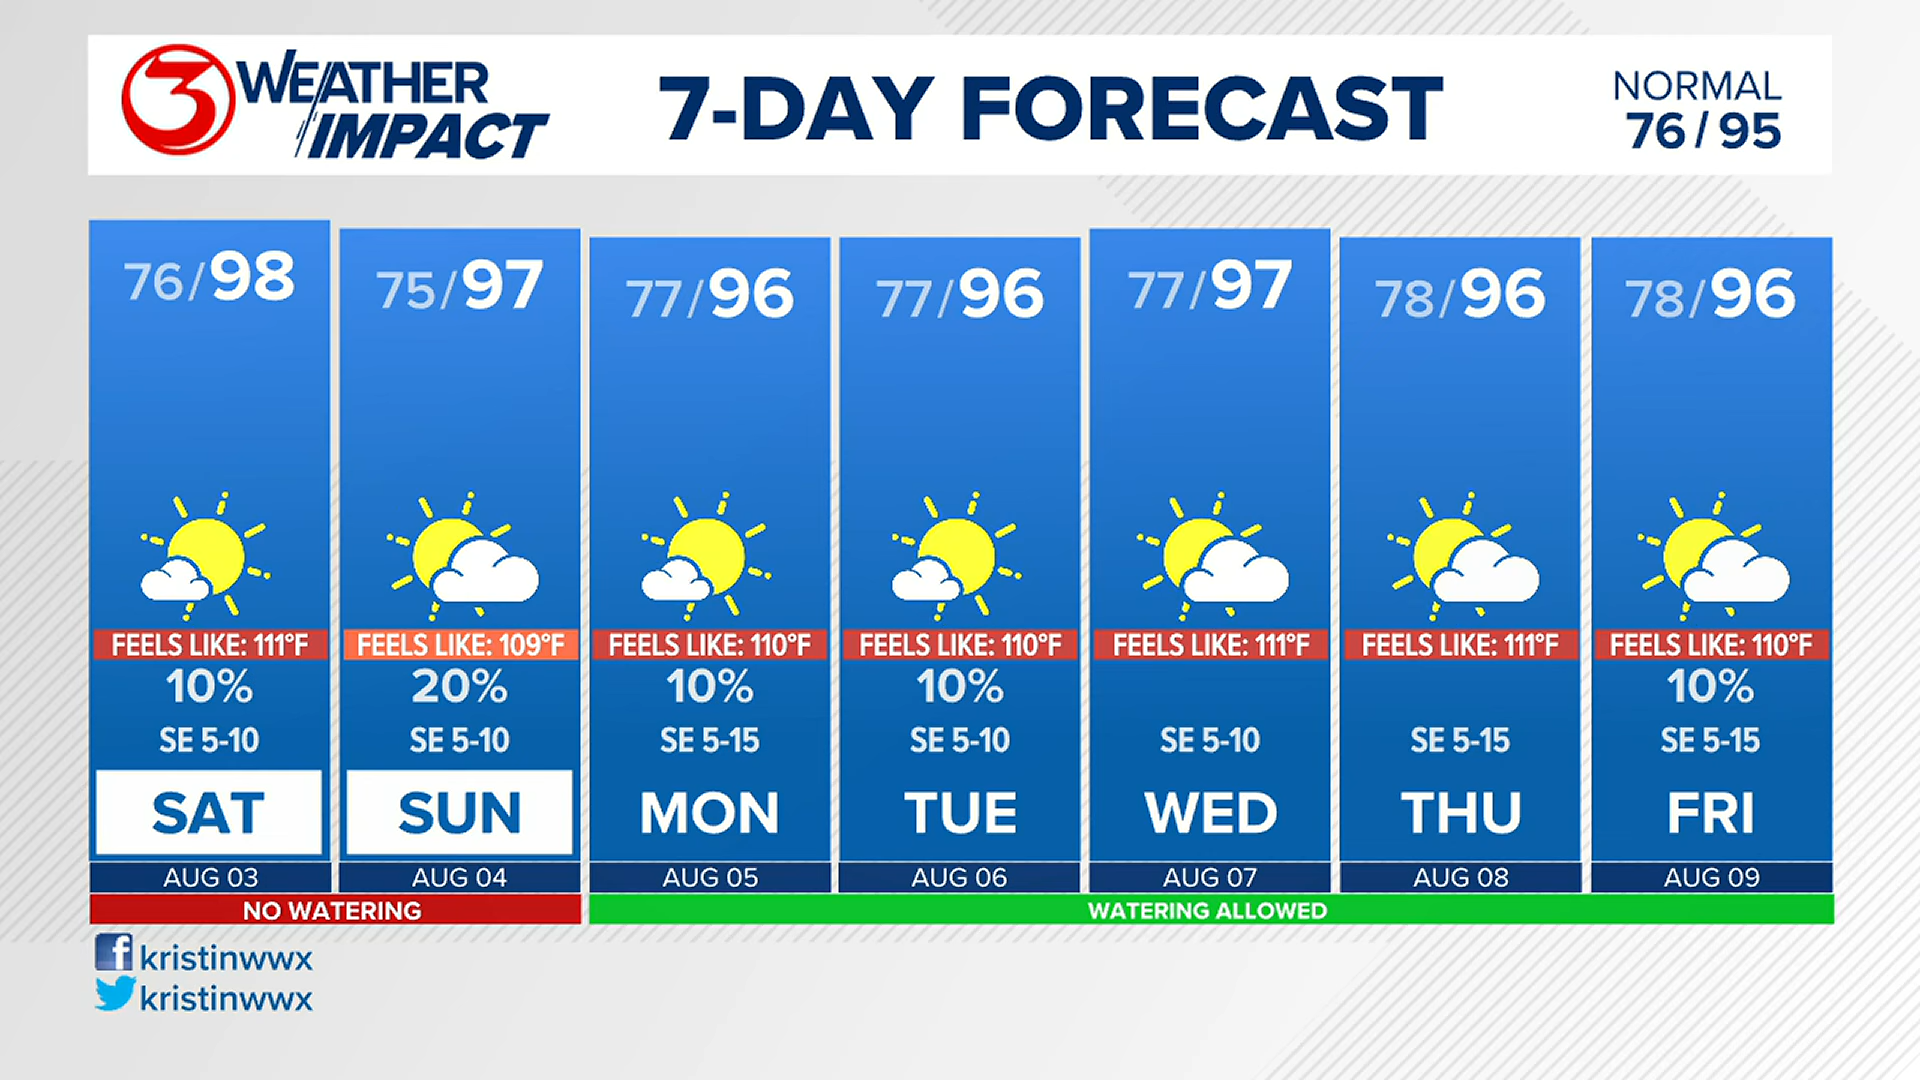 3 WEATHER IMPACT
7-DAY FORECAST
NORMAL
76 / 95
76/98
FEELS LIKE: 111°F
10%
SE 5-10
SAT
AUG 03
75/97
FEELS LIKE: 109°F
20%
SE 5-10
SUN
AUG 04
77/96
FEELS LIKE: 110°F
10%
SE 5-15
MON
AUG 05
77/96
FEELS LIKE: 110°F
10%
SE 5-10
TUE
AUG 06
77/97
FEELS LIKE: 111°F
SE 5-10
WED
AUG 07
78/96
FEELS LIKE: 111°F
SE 5-15
THU
AUG 08
78/96
FEELS LIKE: 110°F
10%
SE 5-15
FRI
AUG 09
NO WATERING
WATERING ALLOWED
f kristinwwx
kristinwwx